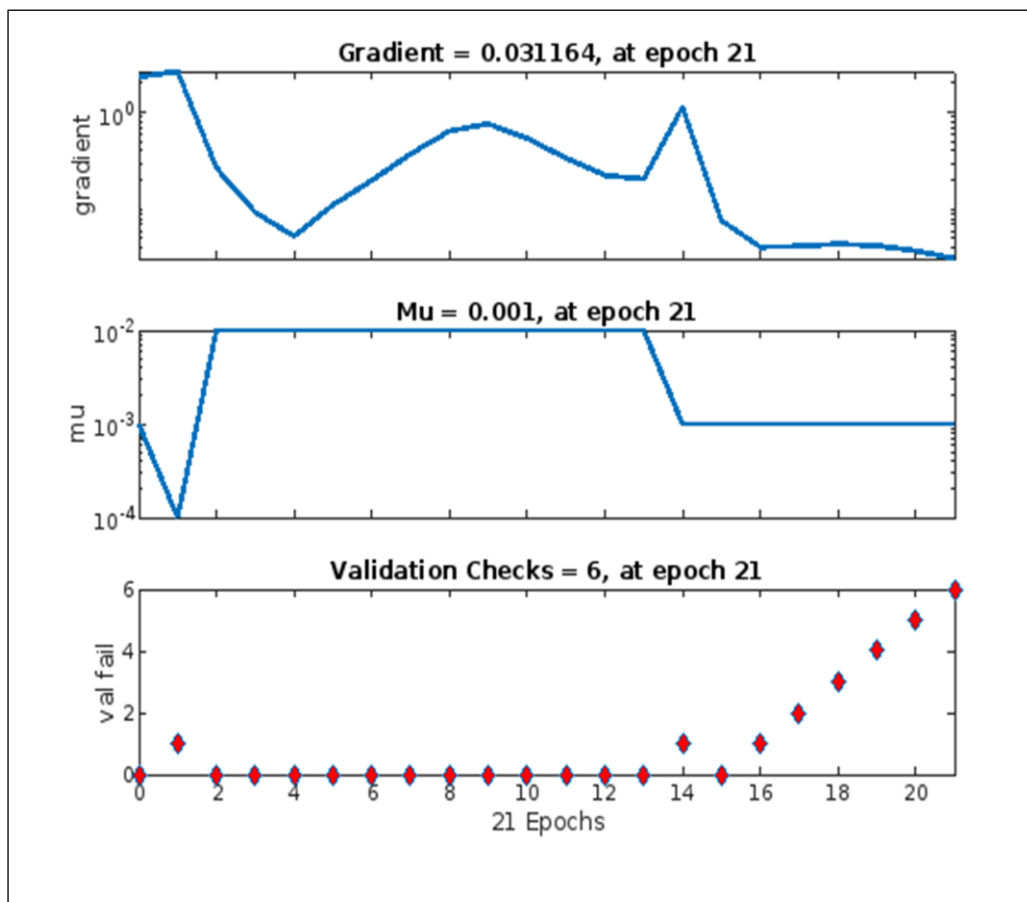 Gradient = 0.031164, at epoch 21
10^0
gradient
Mu = 0.001, at epoch 21
10^-2
10^-3
10^-4
mu
Validation Checks = 6, at epoch 21
6
4
2
0
val fail
0 2 4 6 8 10 12 14 16 18 20
21 Epochs